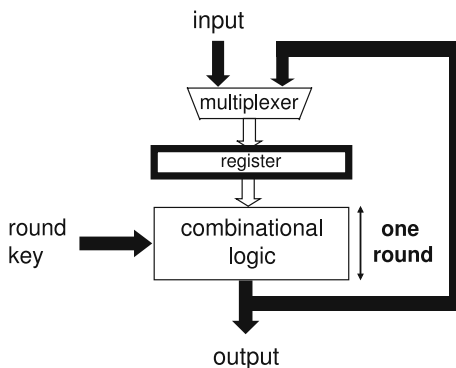 input
multiplexer
register
round
key
combinational
logic
one
round
output